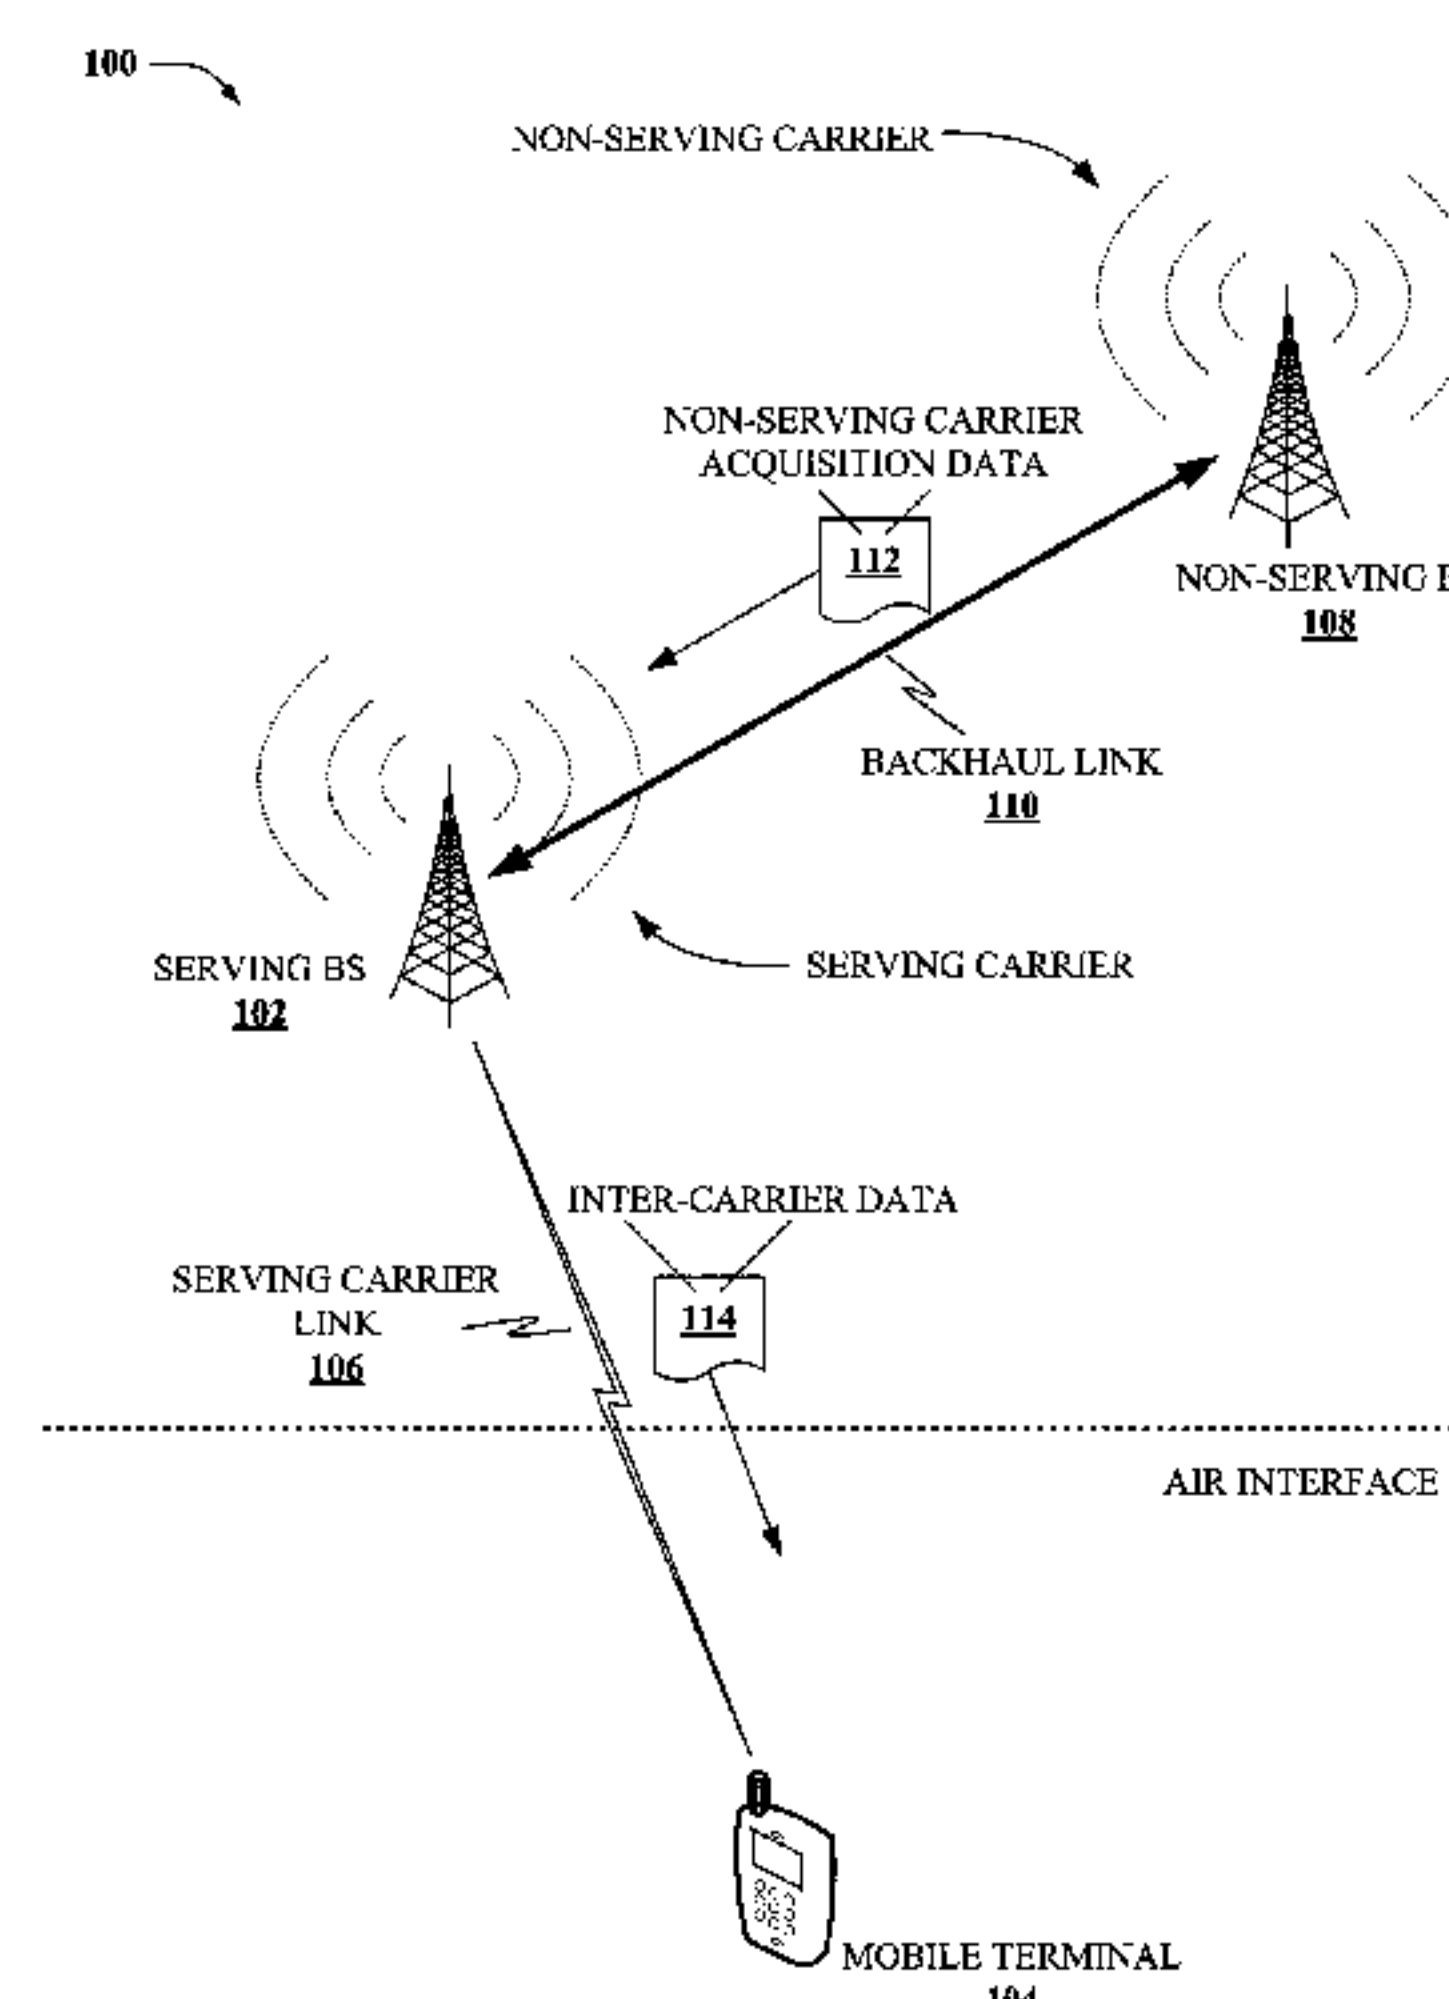 100
NON-SERVING CARRIER
NON-SERVING CARRIER
ACQUISITION DATA
112
NON-SERVING
108
BACKHAUL LINK
110
SERVING BS
102
SERVING CARRIER
INTER-CARRIER DATA
114
SERVING CARRIER
LINK
106
AIR INTERFACE
MOBILE TERMINAL
104